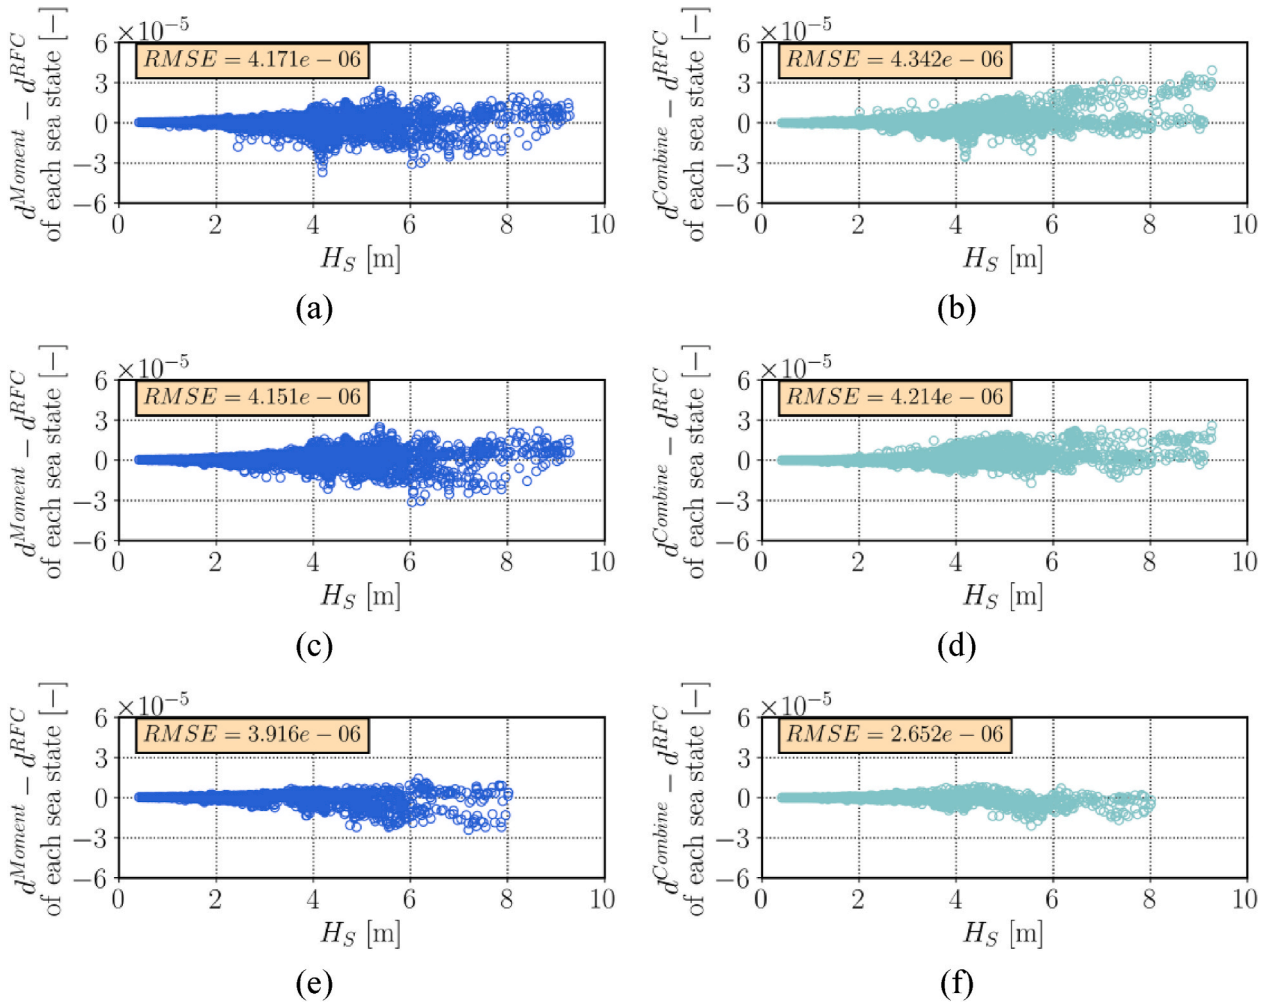 ×10⁻⁵
RMSE = 4.171e − 06
d^Moment − d^RFC
of each sea state [−]
6
3
0
−3
−6
0 2 4 6 8 10
H_S [m]
(a)
×10⁻⁵
RMSE = 4.342e − 06
d^Combine − d^RFC
of each sea state [−]
6
3
0
−3
−6
0 2 4 6 8 10
H_S [m]
(b)
×10⁻⁵
RMSE = 4.151e − 06
d^Moment − d^RFC
of each sea state [−]
6
3
0
−3
−6
0 2 4 6 8 10
H_S [m]
(c)
×10⁻⁵
RMSE = 4.214e − 06
d^Combine − d^RFC
of each sea state [−]
6
3
0
−3
−6
0 2 4 6 8 10
H_S [m]
(d)
×10⁻⁵
RMSE = 3.916e − 06
d^Moment − d^RFC
of each sea state [−]
6
3
0
−3
−6
0 2 4 6 8 10
H_S [m]
(e)
×10⁻⁵
RMSE = 2.652e − 06
d^Combine − d^RFC
of each sea state [−]
6
3
0
−3
−6
0 2 4 6 8 10
H_S [m]
(f)